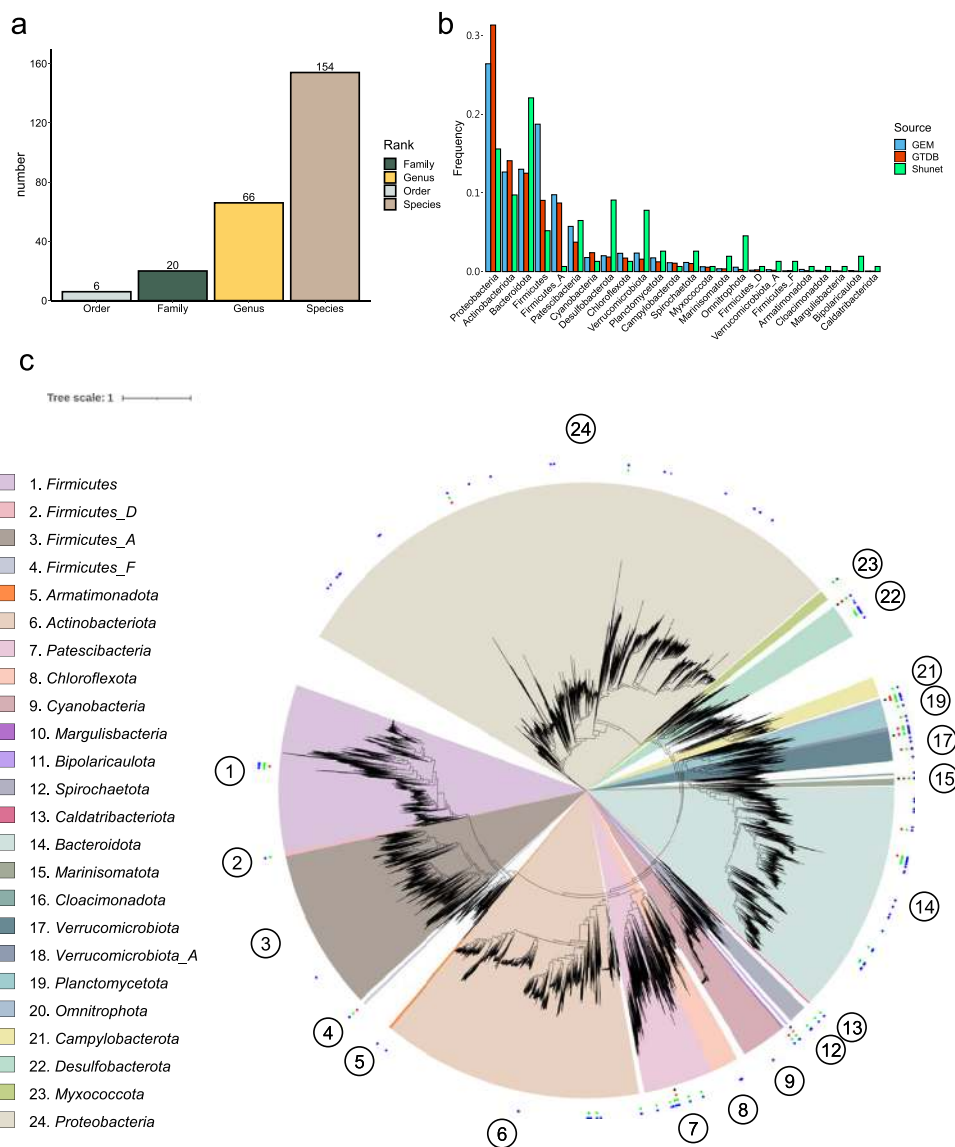 a
number
160
120
80
40
0
6
20
66
154
Order
Family
Genus
Species
Rank
Family
Genus
Order
Species
b
Frequency
0.3
0.2
0.1
0.0
Proteobacteria
Actinobacteriota
Bacteroidota
Firmicutes
Firmicutes_A
Patescibacteria
Cyanobacteria
Desulfobacterota
Chloroflexota
Verrucomicrobiota
Planctomycetota
Campylobacterota
Spirochaetota
Myxococcota
Marinisomatota
Omnitrophota
Firmicutes_D
Verrucomicrobiota_A
Firmicutes_F
Armatimonadota
Cloacimonadota
Margulisbacteria
Bipolaricaulota
Caldatribacteriota
Source
GEM
GTDB
Shunet
c
Tree scale: 1
1. Firmicutes
2. Firmicutes_D
3. Firmicutes_A
4. Firmicutes_F
5. Armatimonadota
6. Actinobacteriota
7. Patescibacteria
8. Chloroflexota
9. Cyanobacteria
10. Margulisbacteria
11. Bipolaricaulota
12. Spirochaetota
13. Caldatribacteriota
14. Bacteroidota
15. Marinisomatota
16. Cloacimonadota
17. Verrucomicrobiota
18. Verrucomicrobiota_A
19. Planctomycetota
20. Omnitrophota
21. Campylobacterota
22. Desulfobacterota
23. Myxococcota
24. Proteobacteria
24
23
22
21
19
17
15
14
13
12
9
8
7
6
5
4
3
2
1